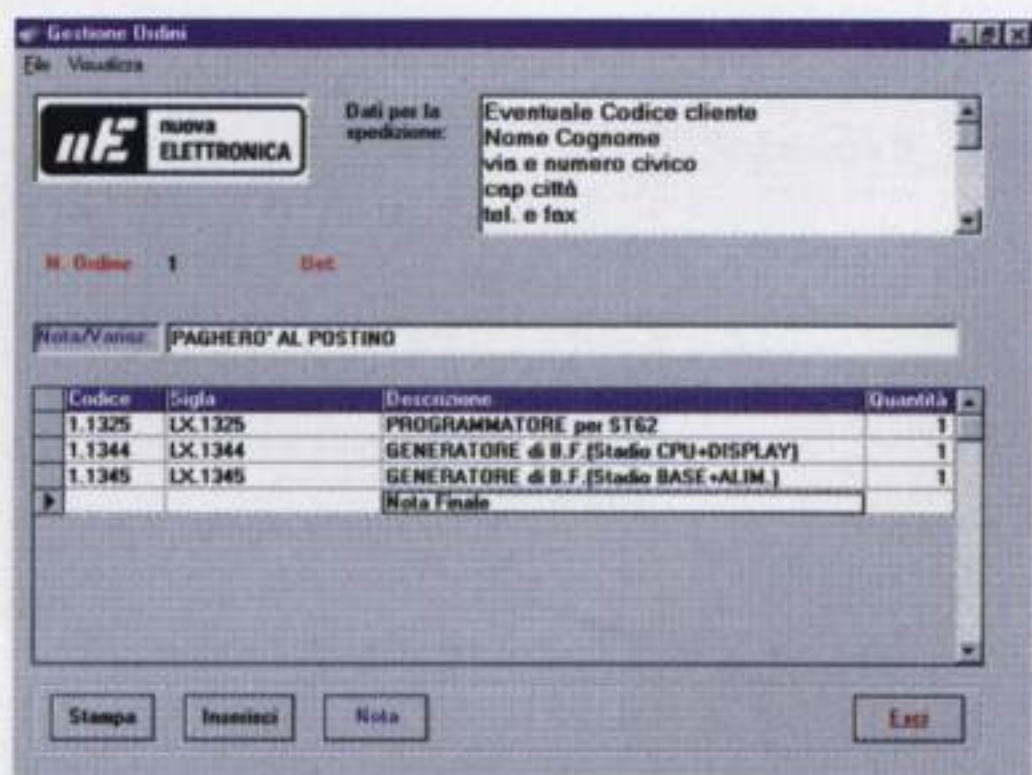 Gestione Ordini
File Visualizza
nE nuova
ELETTRONICA
Dati per la
spedizione:
Eventuale Codice cliente
Nome Cognome
via e numero civico
cap città
tel. e fax
N. Ordine 1 Del.
Nota/Variaz. PAGHERO' AL POSTINO
Codice Sigla Descrizione Quantità
1.1325 LX.1325 PROGRAMMATORE per ST62 1
1.1344 LX.1344 GENERATORE di B.F.(Stadio CPU+DISPLAY) 1
1.1345 LX.1345 GENERATORE di B.F.(Stadio BASE+ALIM.) 1
Nota Finale
Stampa Inserisci Nota Esci